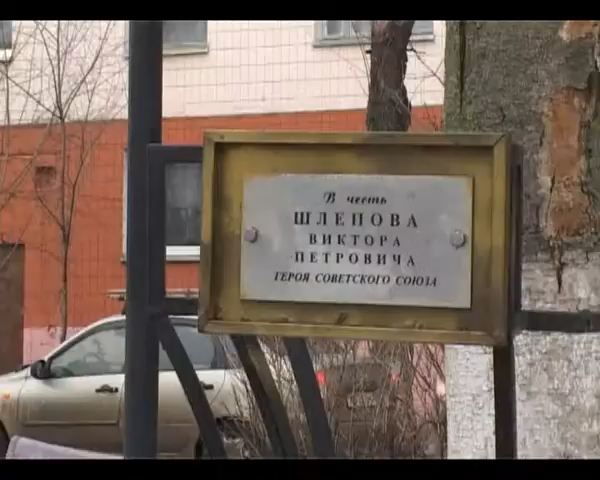 В честь
ШЛЕПОВА
ВИКТОРА
ПЕТРОВИЧА
ГЕРОЯ СОВЕТСКОГО СОЮЗА